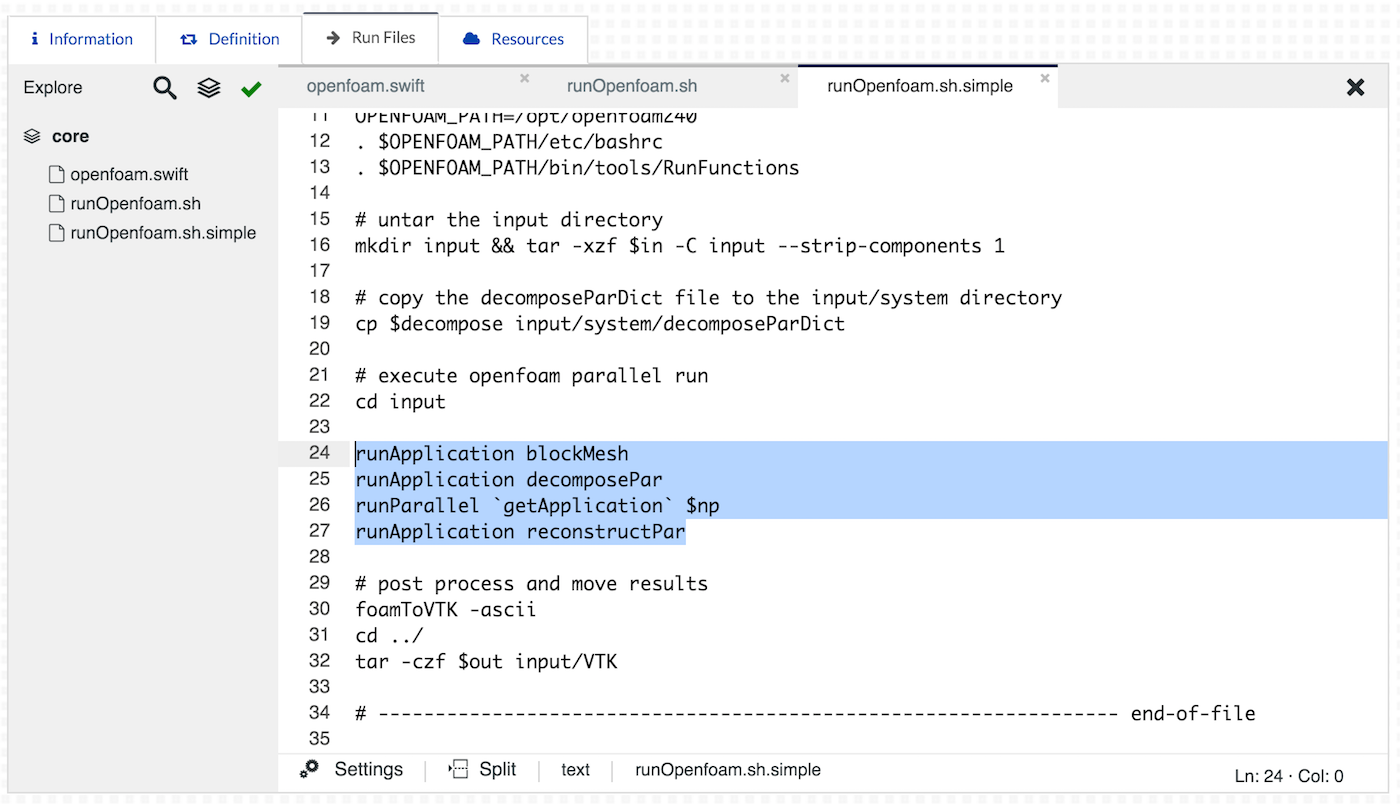 Information Definition Run Files Resources
Explore
openfoam.swift runOpenfoam.sh runOpenfoam.sh.simple
core
openfoam.swift
runOpenfoam.sh
runOpenfoam.sh.simple
11 OPENFOAM_PATH=/opt/openfoam240
12 . $OPENFOAM_PATH/etc/bashrc
13 . $OPENFOAM_PATH/bin/tools/RunFunctions
14
15 # untar the input directory
16 mkdir input && tar -xzf $in -C input --strip-components 1
17
18 # copy the decomposeParDict file to the input/system directory
19 cp $decompose input/system/decomposeParDict
20
21 # execute openfoam parallel run
22 cd input
23
24 runApplication blockMesh
25 runApplication decomposePar
26 runParallel `getApplication` $np
27 runApplication reconstructPar
28
29 # post process and move results
30 foamToVTK -ascii
31 cd ../
32 tar -czf $out input/VTK
33
34 # ----------------------------------------------------------------- end-of-file
35
Settings Split text runOpenfoam.sh.simple
Ln: 24 · Col: 0